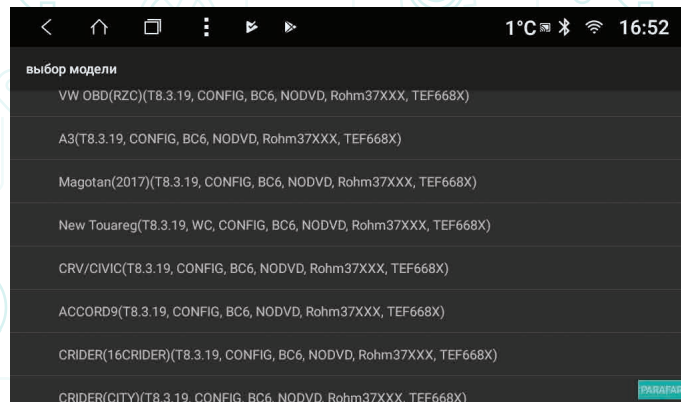 1°C 16:52
выбор модели
VW OBD(RZC)(T8.3.19, CONFIG, BC6, NODVD, Rohm37XXX, TEF668X)
A3(T8.3.19, CONFIG, BC6, NODVD, Rohm37XXX, TEF668X)
Magotan(2017)(T8.3.19, CONFIG, BC6, NODVD, Rohm37XXX, TEF668X)
New Touareg(T8.3.19, WC, CONFIG, BC6, NODVD, Rohm37XXX, TEF668X)
CRV/CIVIC(T8.3.19, CONFIG, BC6, NODVD, Rohm37XXX, TEF668X)
ACCORD9(T8.3.19, CONFIG, BC6, NODVD, Rohm37XXX, TEF668X)
CRIDER(16CRIDER)(T8.3.19, CONFIG, BC6, NODVD, Rohm37XXX, TEF668X)
CRIDER(CITY)(T8.3.19, CONFIG, BC6, NODVD, Rohm37XXX, TEF668X)
PARAFAR